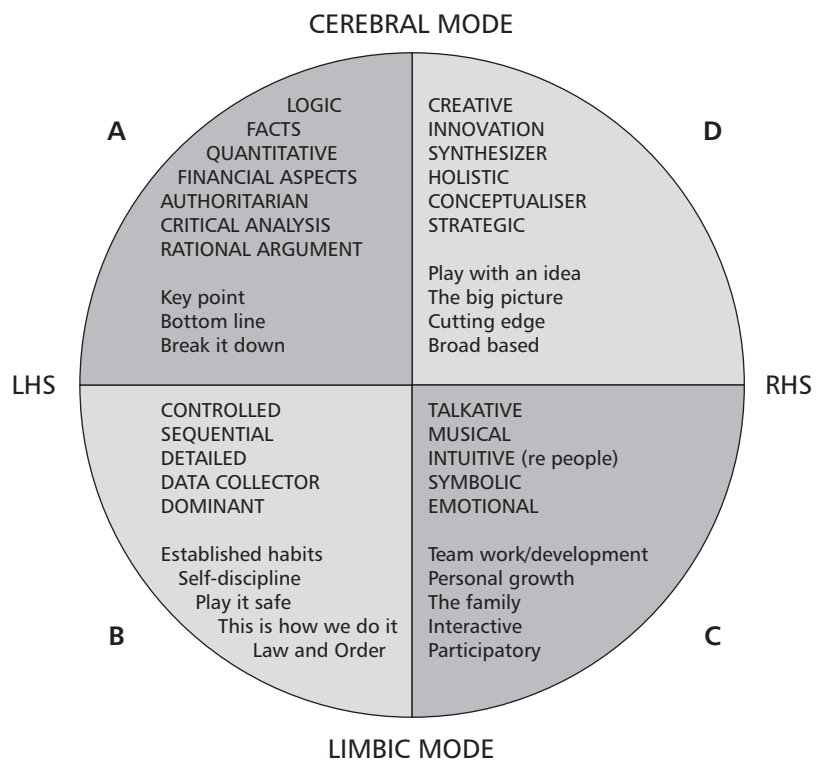 CEREBRAL MODE
A
LOGIC
FACTS
QUANTITATIVE
FINANCIAL ASPECTS
AUTHORITARIAN
CRITICAL ANALYSIS
RATIONAL ARGUMENT
Key point
Bottom line
Break it down
D
CREATIVE
INNOVATION
SYNTHESIZER
HOLISTIC
CONCEPTUALISER
STRATEGIC
Play with an idea
The big picture
Cutting edge
Broad based
LHS
RHS
CONTROLLED
SEQUENTIAL
DETAILED
DATA COLLECTOR
DOMINANT
Established habits
Self-discipline
Play it safe
This is how we do it
Law and Order
B
TALKATIVE
MUSICAL
INTUITIVE (re people)
SYMBOLIC
EMOTIONAL
Team work/development
Personal growth
The family
Interactive
Participatory
C
LIMBIC MODE